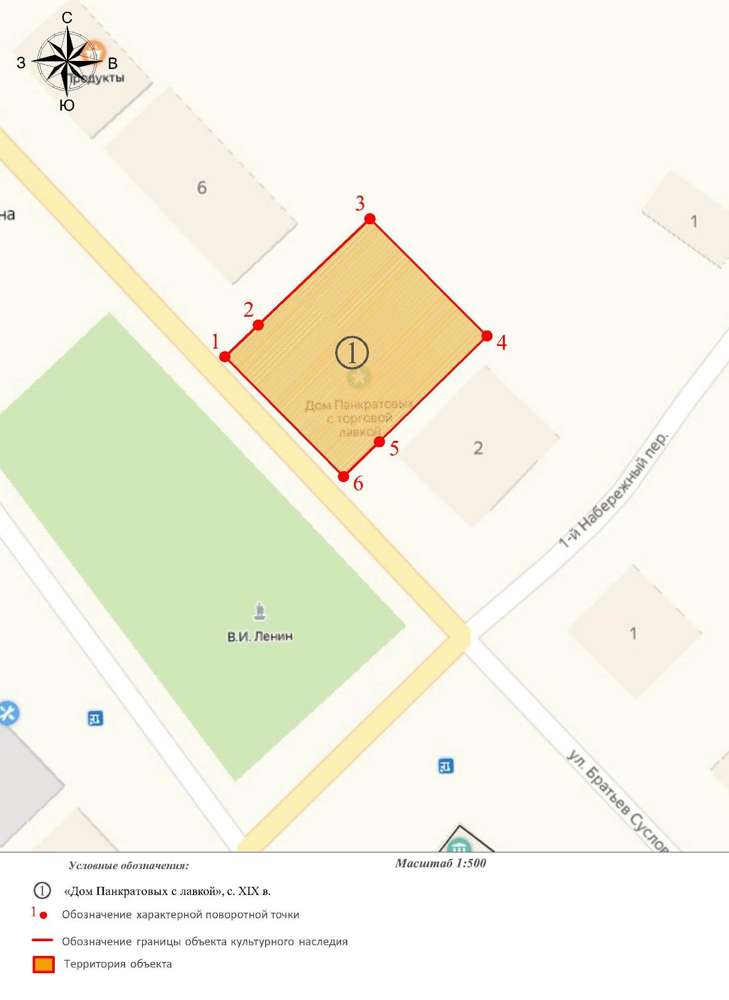 С
З
В
Продукты
Ю
6
на
3
1
2
1
4
1
Дом Панкратовых
с торговой
лавкой
5
2
6
1-й Набережный пер.
В.И. Ленин
1
ул. Братьев Суслов
Условные обозначения:
Масштаб 1:500
1 «Дом Панкратовых с лавкой», с. XIX в.
1 Обозначение характерной поворотной точки
Обозначение границы объекта культурного наследия
Территория объекта